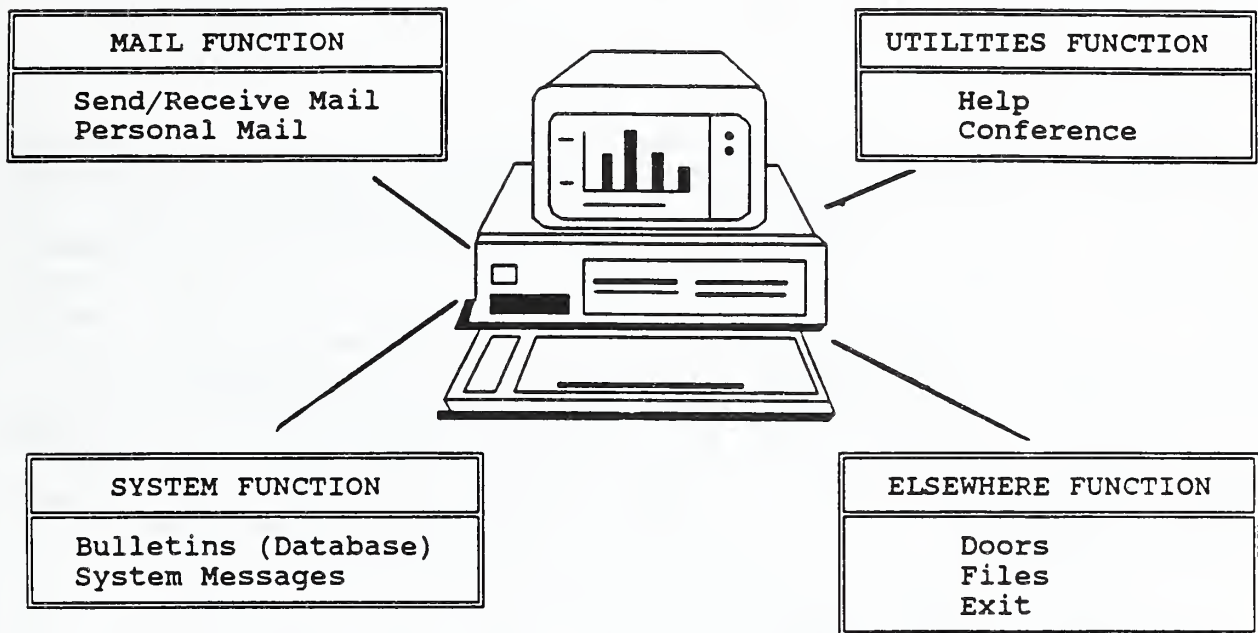 MAIL FUNCTION
Send/Receive Mail
Personal Mail
UTILITIES FUNCTION
Help
Conference
SYSTEM FUNCTION
Bulletins (Database)
System Messages
ELSEWHERE FUNCTION
Doors
Files
Exit